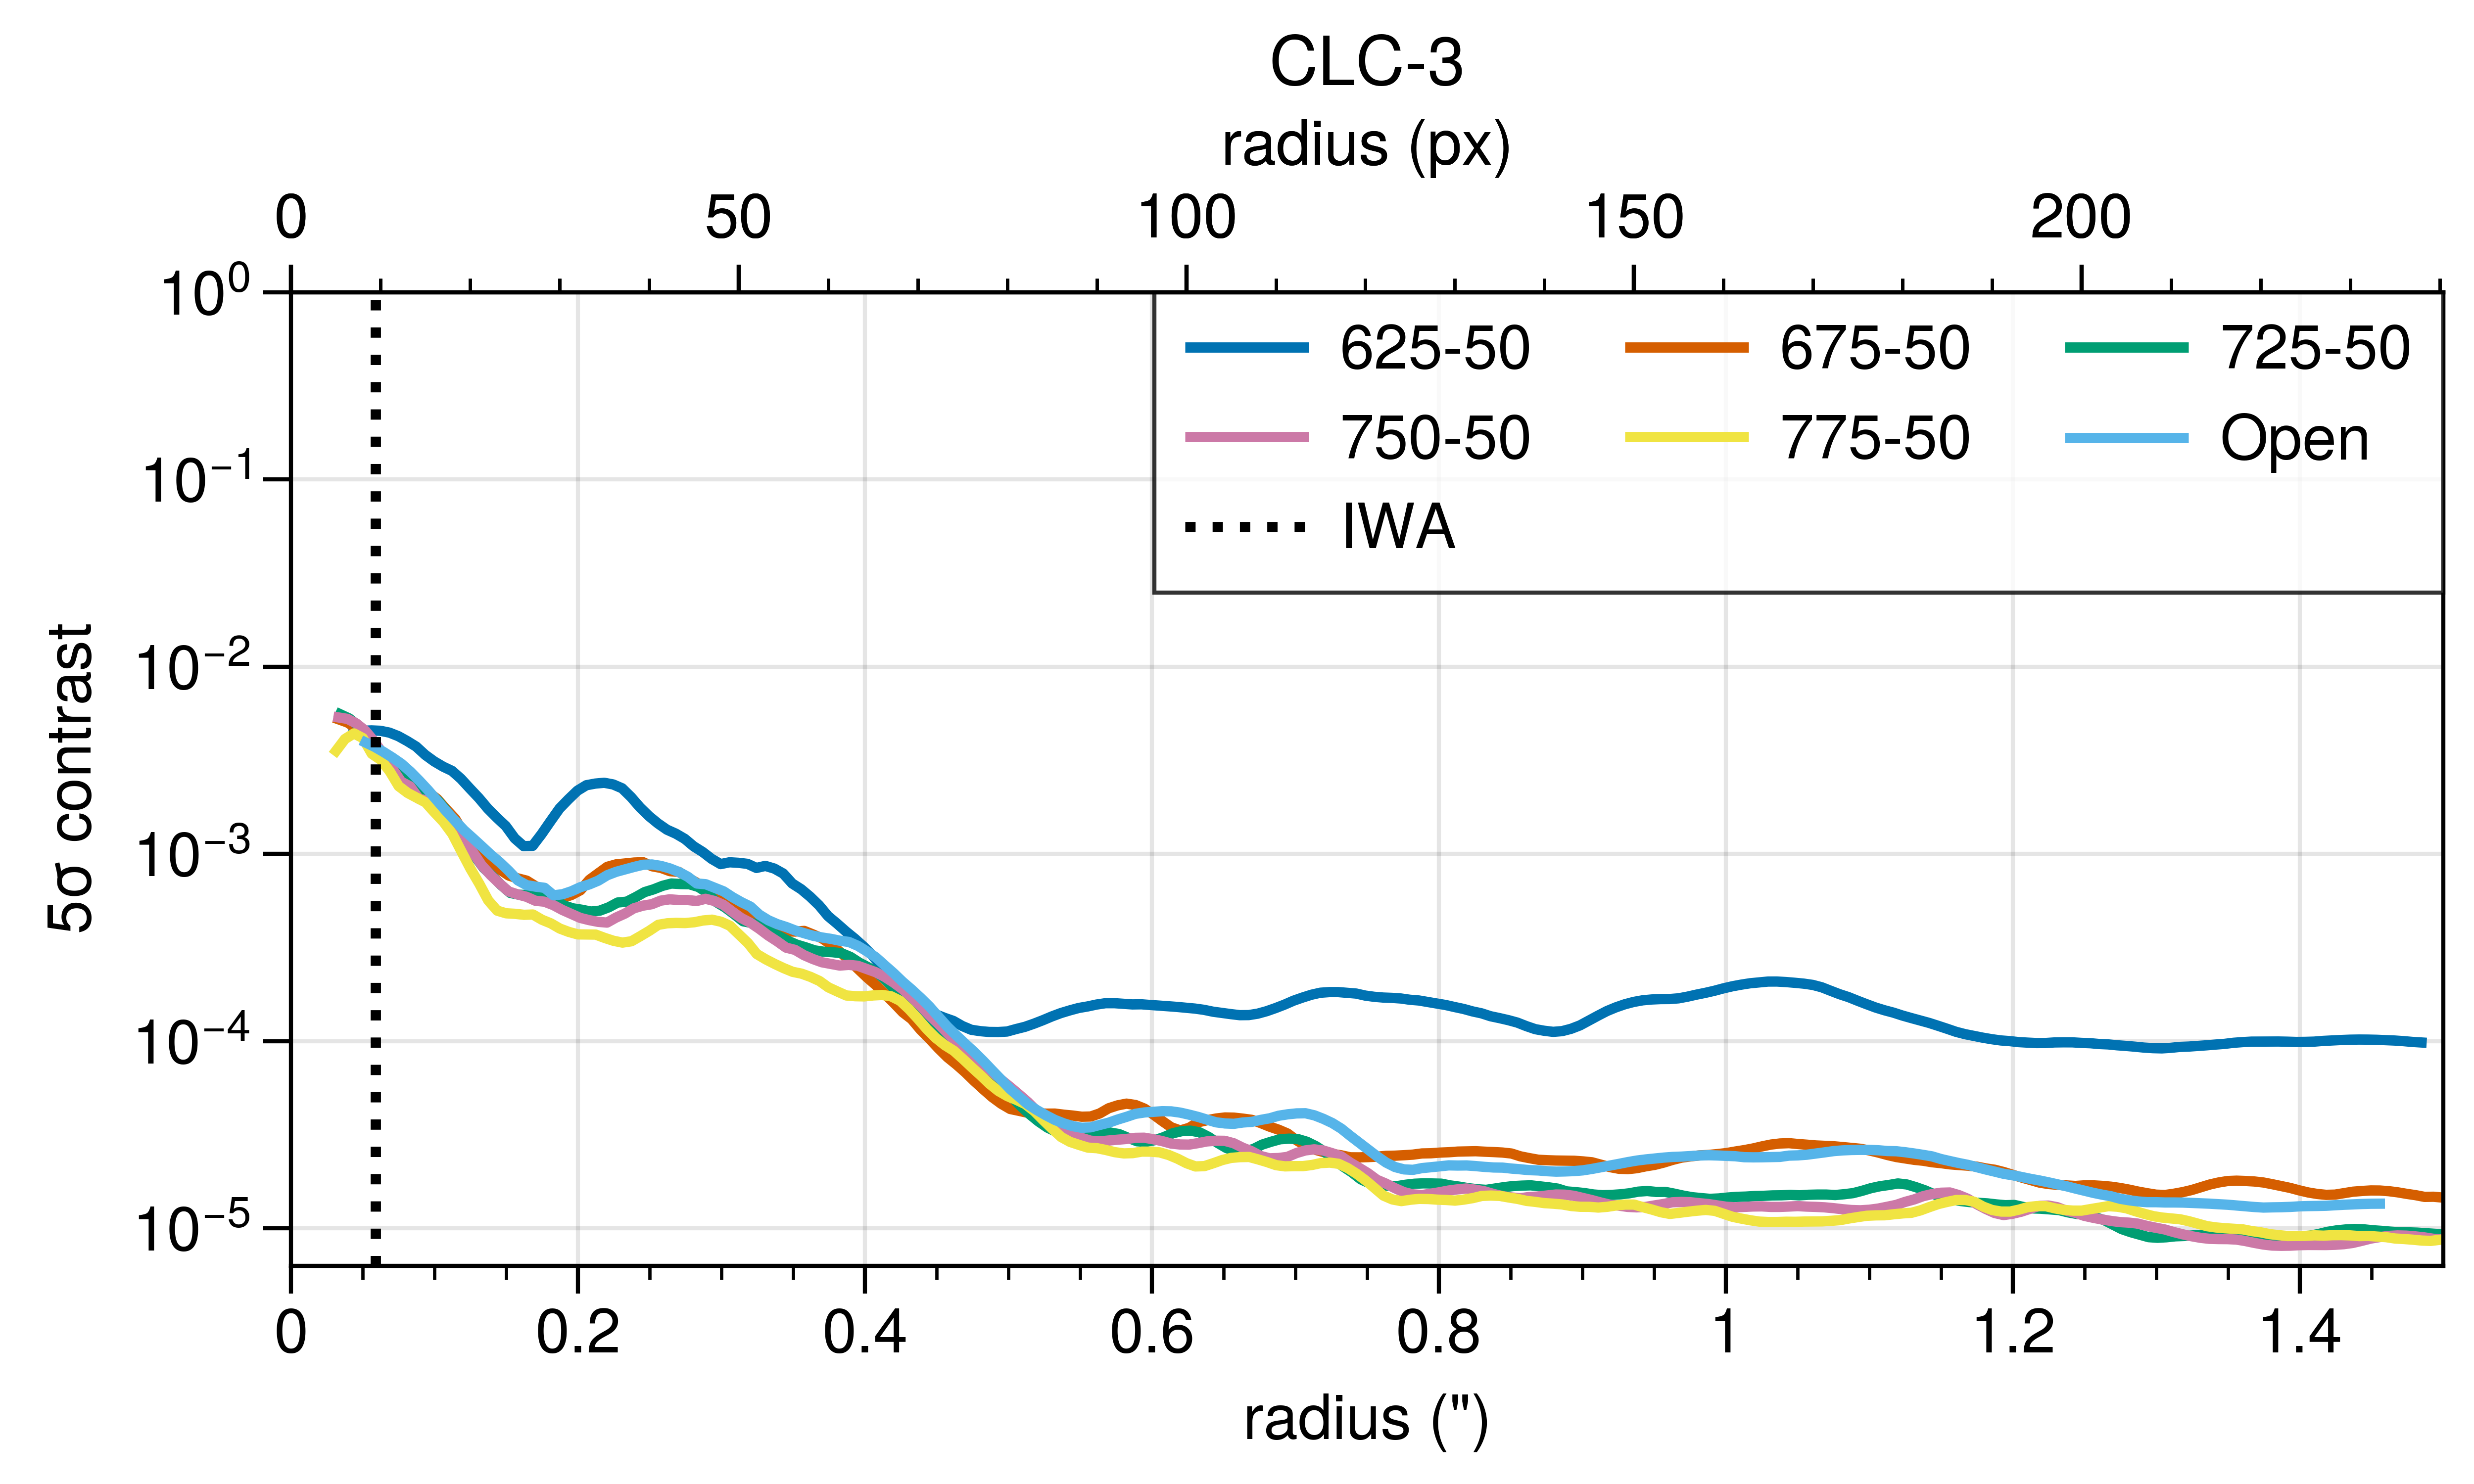 CLC-3
radius (px)
0 50 100 150 200
10⁰
10⁻¹
10⁻²
10⁻³
10⁻⁴
10⁻⁵
5σ contrast
625-50 675-50 725-50
750-50 775-50 Open
IWA
0 0.2 0.4 0.6 0.8 1 1.2 1.4
radius (")